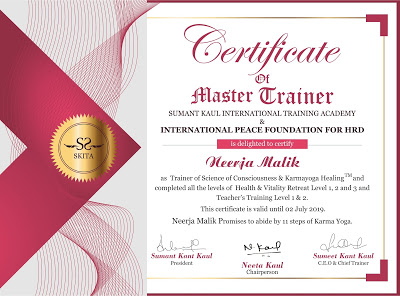 Certificate
Of
Master Trainer
SUMANT KAUL INTERNATIONAL TRAINING ACADEMY
&
INTERNATIONAL PEACE FOUNDATION FOR HRD
is delighted to certify
Neerja Malik
as Trainer of Science of Consciousness & Karmayoga Healing™ and
completed all the levels of Health & Vitality Retreat Level 1, 2 and 3 and
Teacher's Training Level 1 & 2.
This certificate is valid until 02 July 2019.
Neerja Malik Promises to abide by 11 steps of Karma Yoga.
SS
SKITA
N. Kaul
Sumant Kant Kaul
President
Neeta Kaul
Chairperson
Sumeet Kant Kaul
C.E.O & Chief Trainer